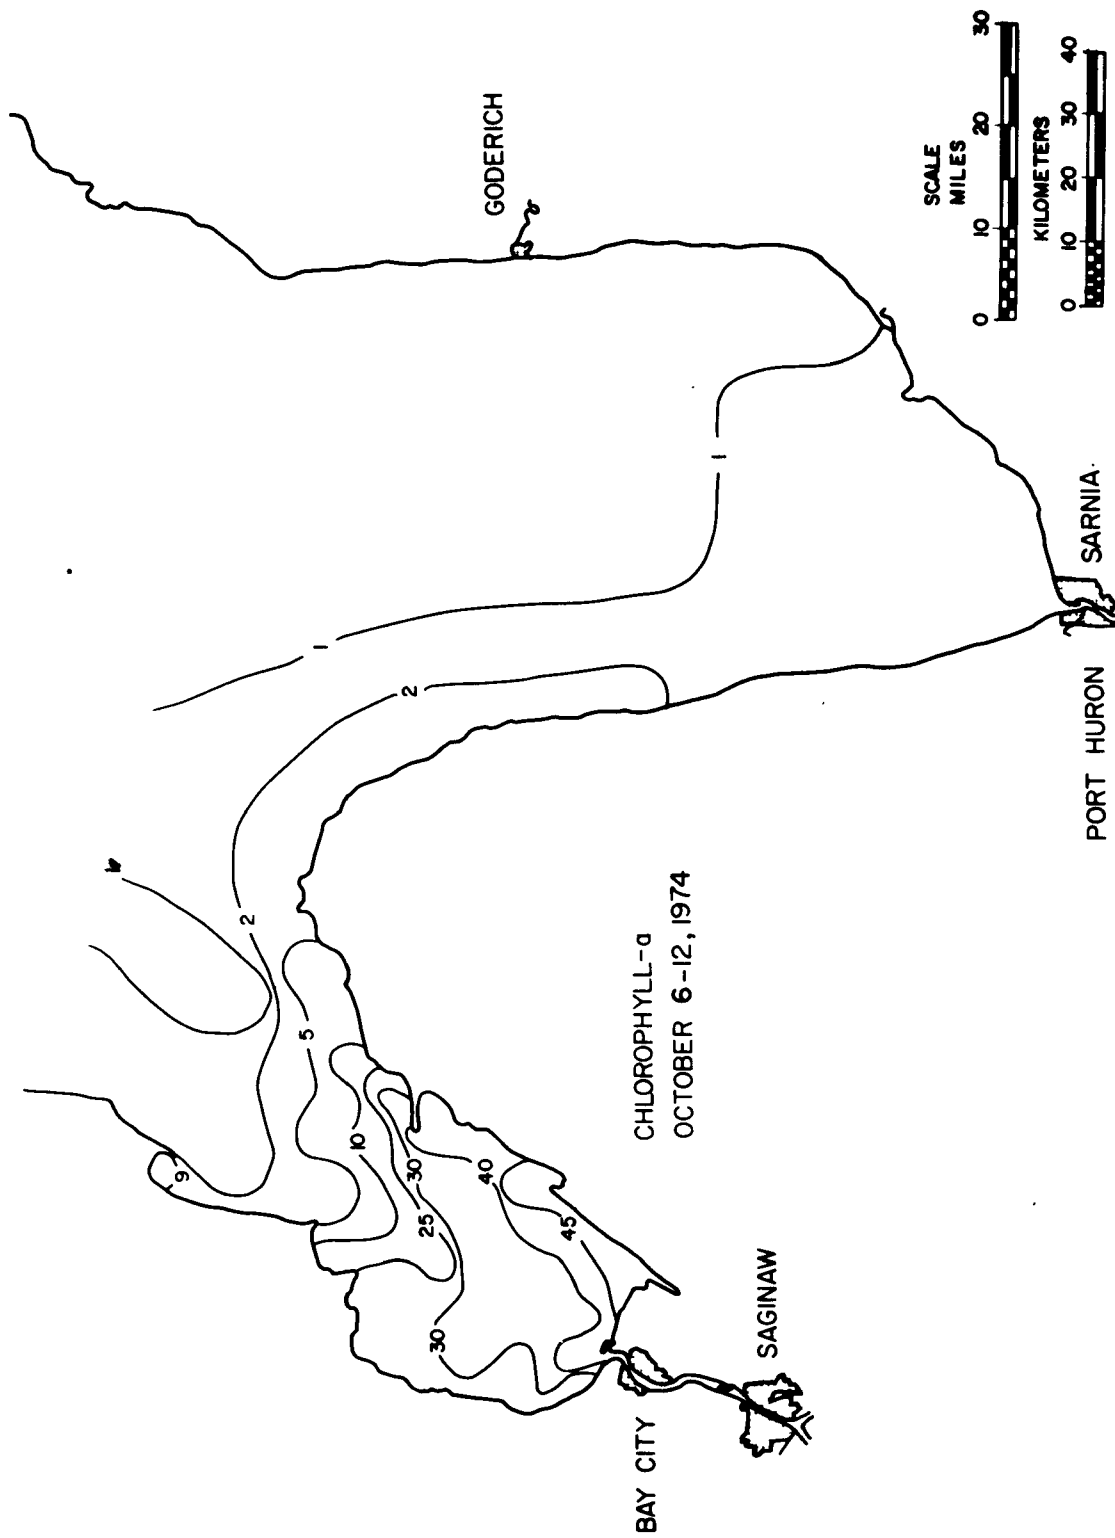 CHLOROPHYLL-a
OCTOBER 6-12, 1974
GODERICH
SARNIA
PORT HURON
SAGINAW
BAY CITY
SCALE
MILES
0 10 20 30
KILOMETERS
0 10 20 30 40
1
1
2
2
5
9
10
25
30
30
40
45